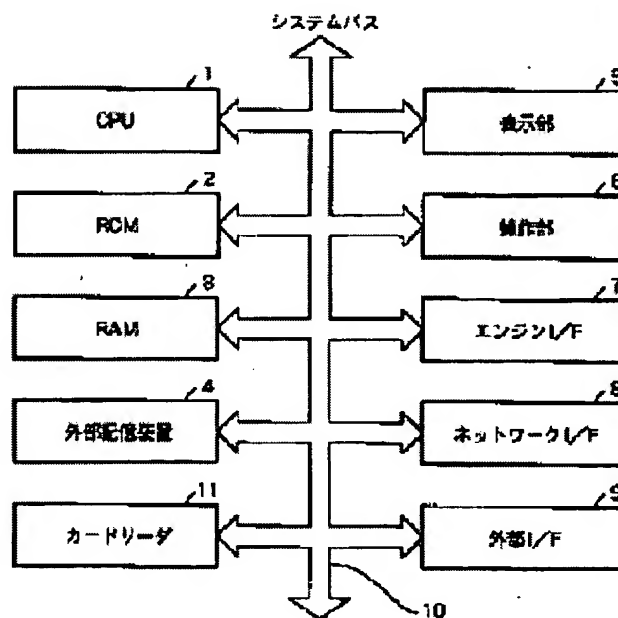 システムバス
1
CPU
5
表示部
2
ROM
6
操作部
3
RAM
7
エンジンI/F
4
外部記憶装置
8
ネットワークI/F
11
カードリーダ
9
外部I/F
10